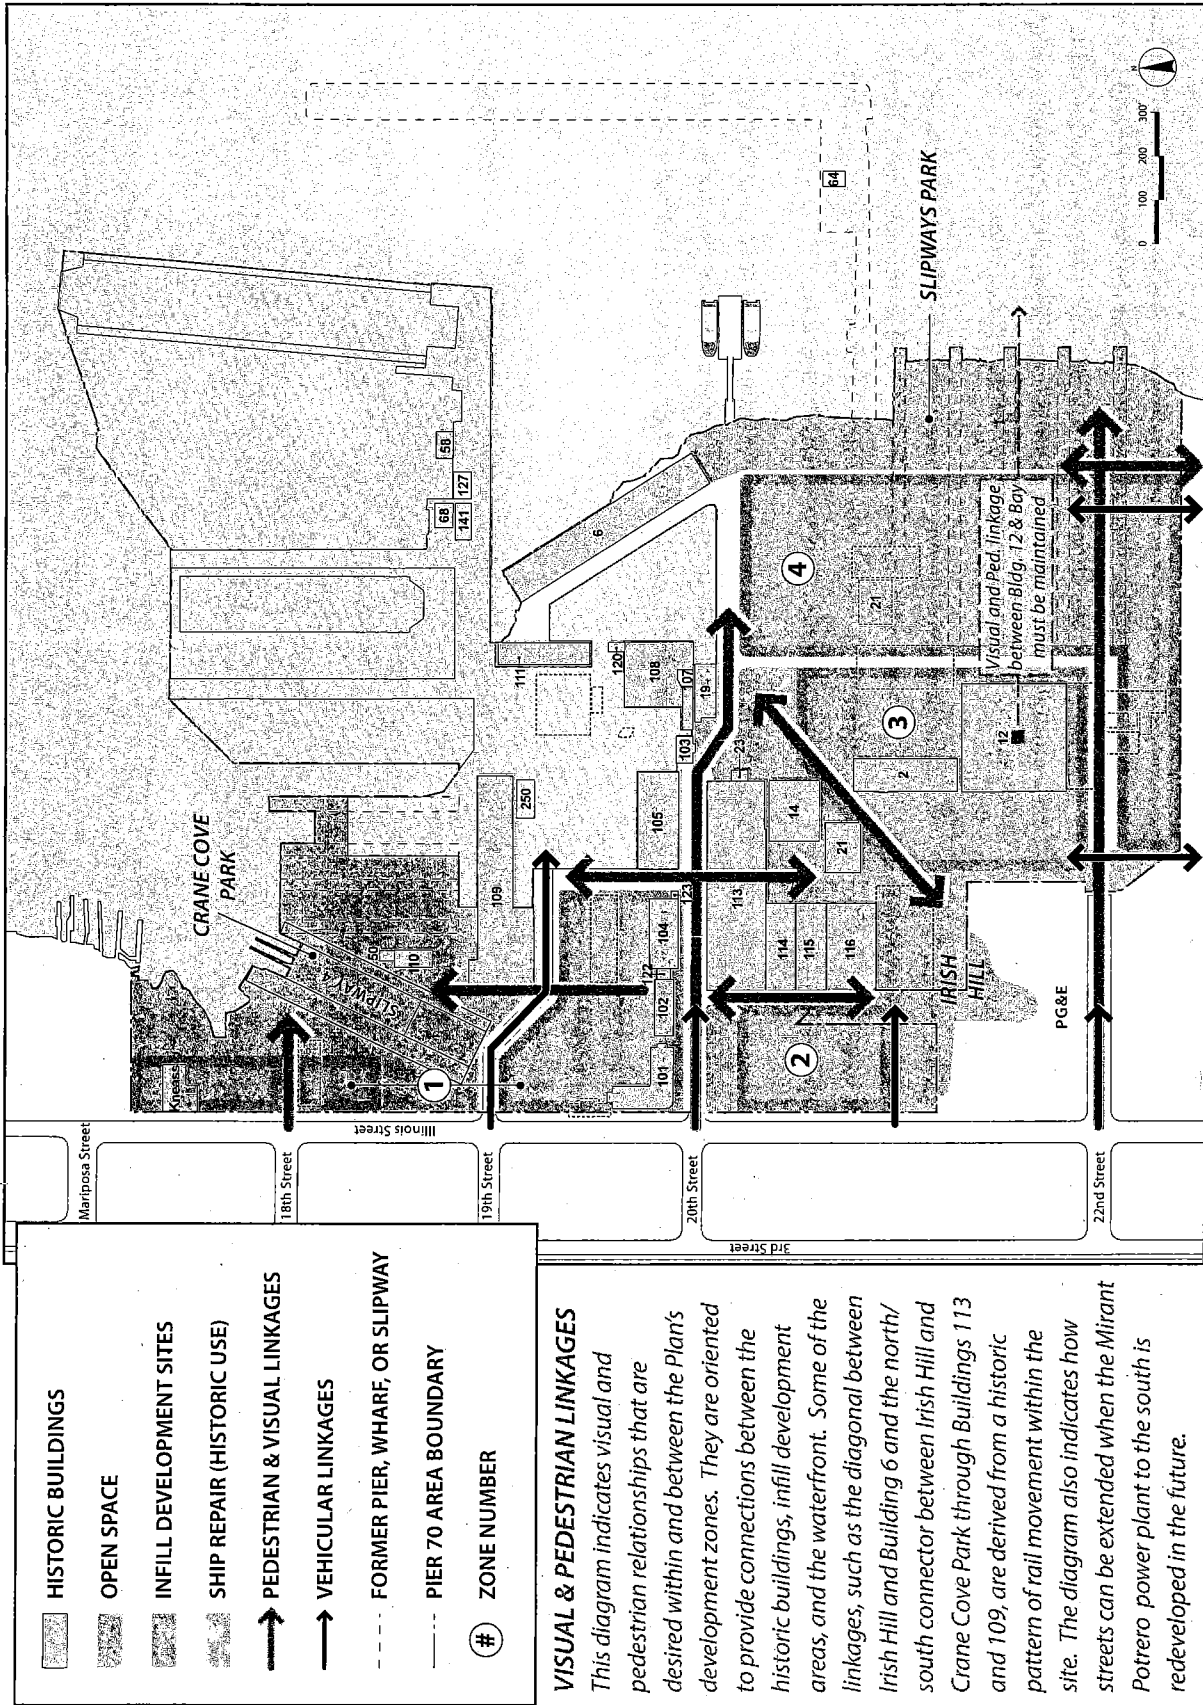 HISTORIC BUILDINGS
OPEN SPACE
INFILL DEVELOPMENT SITES
SHIP REPAIR (HISTORIC USE)
PEDESTRIAN & VISUAL LINKAGES
VEHICULAR LINKAGES
FORMER PIER, WHARF, OR SLIPWAY
PIER 70 AREA BOUNDARY
# ZONE NUMBER
VISUAL & PEDESTRIAN LINKAGES
This diagram indicates visual and
pedestrian relationships that are
desired within and between the Plan's
development zones. They are oriented
to provide connections between the
historic buildings, infill development
areas, and the waterfront. Some of the
linkages, such as the diagonal between
Irish Hill and Building 6 and the north/
south connector between Irish Hill and
Crane Cove Park through Buildings 113
and 109, are derived from a historic
pattern of rail movement within the
site. The diagram also indicates how
streets can be extended when the Mirant
Potrero power plant to the south is
redeveloped in the future.
Mariposa Street
18th Street
19th Street
20th Street
22nd Street
3rd Street
Illinois Street
CRANE COVE
PARK
Kneass
SLIPWAY 4
50
110
109
250
1
101
102
122
104
123
105
103
107
108
120
111
19
6
68
141
127
58
64
2
113
114
115
116
14
21
23
IRISH
HILL
PG&E
3
2
12
4
21
Visual and Ped. linkage
between Bldg. 12 & Bay
must be maintained
SLIPWAYS PARK
0 100 200 300'
N